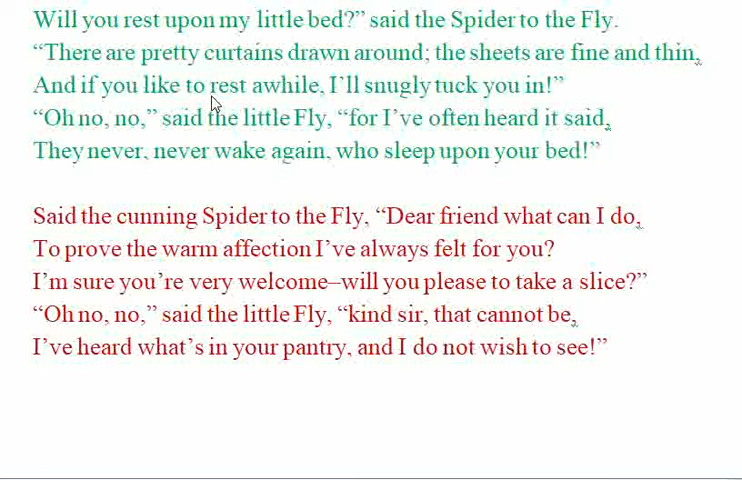 Will you rest upon my little bed?” said the Spider to the Fly.
“There are pretty curtains drawn around; the sheets are fine and thin,
And if you like to rest awhile, I’ll snugly tuck you in!”
“Oh no, no,” said the little Fly, “for I’ve often heard it said,
They never, never wake again, who sleep upon your bed!”
Said the cunning Spider to the Fly, “Dear friend what can I do,
To prove the warm affection I’ve always felt for you?
I’m sure you’re very welcome–will you please to take a slice?”
“Oh no, no,” said the little Fly, “kind sir, that cannot be,
I’ve heard what’s in your pantry, and I do not wish to see!”